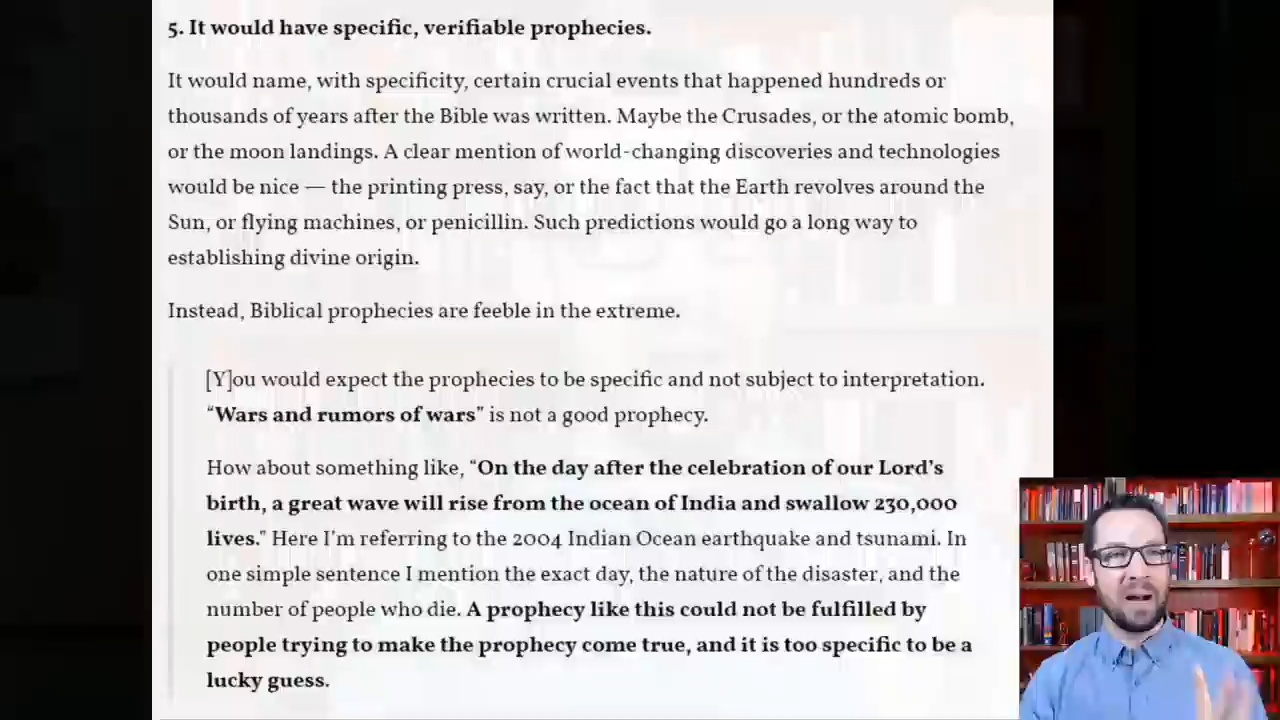 5. It would have specific, verifiable prophecies.
It would name, with specificity, certain crucial events that happened hundreds or
thousands of years after the Bible was written. Maybe the Crusades, or the atomic bomb,
or the moon landings. A clear mention of world-changing discoveries and technologies
would be nice — the printing press, say, or the fact that the Earth revolves around the
Sun, or flying machines, or penicillin. Such predictions would go a long way to
establishing divine origin.
Instead, Biblical prophecies are feeble in the extreme.
[Y]ou would expect the prophecies to be specific and not subject to interpretation.
“Wars and rumors of wars” is not a good prophecy.
How about something like, “On the day after the celebration of our Lord’s
birth, a great wave will rise from the ocean of India and swallow 230,000
lives.” Here I’m referring to the 2004 Indian Ocean earthquake and tsunami. In
one simple sentence I mention the exact day, the nature of the disaster, and the
number of people who die. A prophecy like this could not be fulfilled by
people trying to make the prophecy come true, and it is too specific to be a
lucky guess.